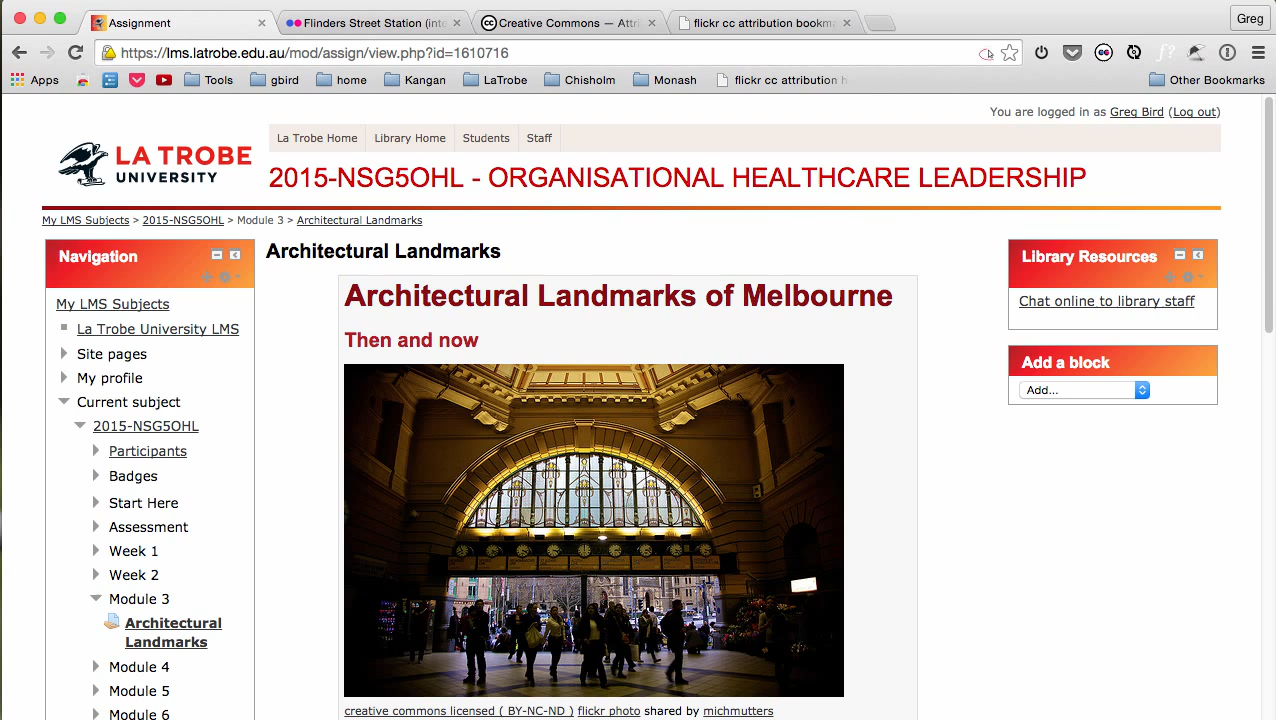 Assignment
Flinders Street Station (inte
Creative Commons — Attri
flickr cc attribution bookma
Greg
https://lms.latrobe.edu.au/mod/assign/view.php?id=1610716
Apps
Tools
gbird
home
Kangan
LaTrobe
Chisholm
Monash
flickr cc attribution h
Other Bookmarks
You are logged in as Greg Bird (Log out)
LA TROBE
UNIVERSITY
La Trobe Home
Library Home
Students
Staff
2015-NSG5OHL - ORGANISATIONAL HEALTHCARE LEADERSHIP
My LMS Subjects > 2015-NSG5OHL > Module 3 > Architectural Landmarks
Navigation
My LMS Subjects
La Trobe University LMS
Site pages
My profile
Current subject
2015-NSG5OHL
Participants
Badges
Start Here
Assessment
Week 1
Week 2
Module 3
Architectural
Landmarks
Module 4
Module 5
Module 6
Architectural Landmarks
Architectural Landmarks of Melbourne
Then and now
creative commons licensed ( BY-NC-ND ) flickr photo shared by michmutters
Library Resources
Chat online to library staff
Add a block
Add...